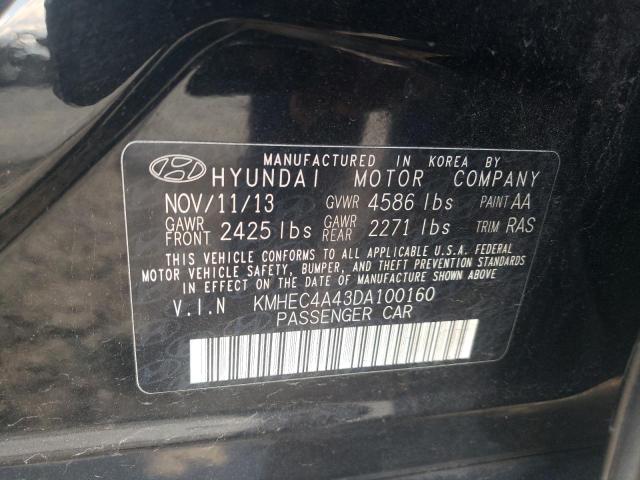 MANUFACTURED IN KOREA BY
HYUNDAI MOTOR COMPANY
NOV/11/13 GVWR 4586 lbs PAINT AA
GAWR FRONT 2425 lbs GAWR REAR 2271 lbs TRIM RAS
THIS VEHICLE CONFORMS TO ALL APPLICABLE U.S.A. FEDERAL
MOTOR VEHICLE SAFETY, BUMPER, AND THEFT PREVENTION STANDARDS
IN EFFECT ON THE DATE OF MANUFACTURE SHOWN ABOVE.
V.I.N KMHEC4A43DA100160
PASSENGER CAR